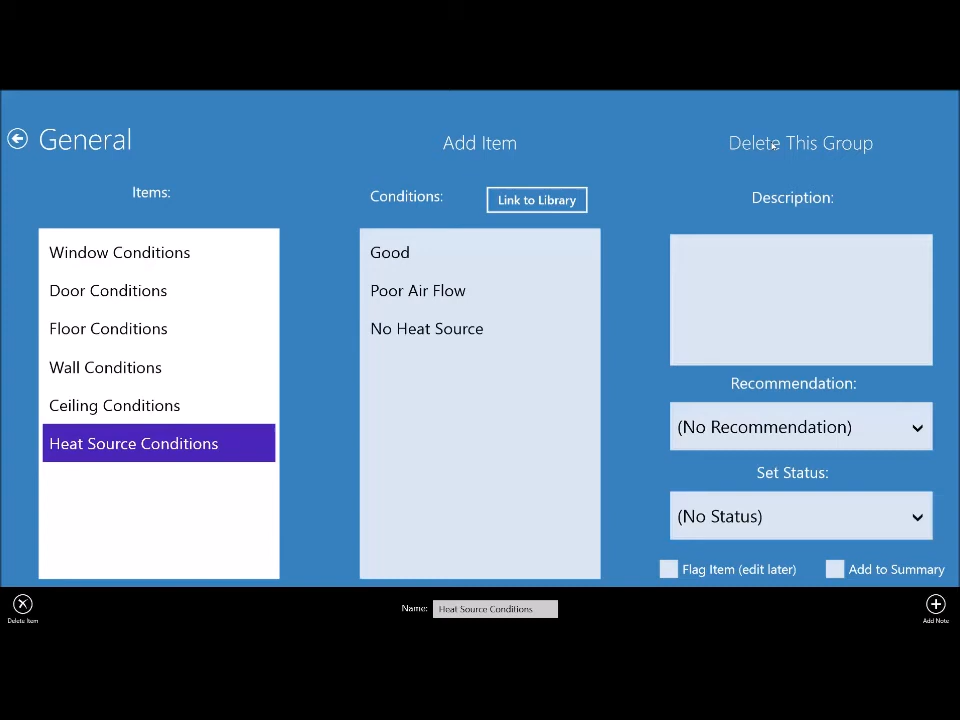 General
Add Item
Delete This Group
Items:
Conditions:
Link to Library
Description:
Window Conditions
Door Conditions
Floor Conditions
Wall Conditions
Ceiling Conditions
Heat Source Conditions
Good
Poor Air Flow
No Heat Source
Recommendation:
(No Recommendation)
Set Status:
(No Status)
Flag Item (edit later)
Add to Summary
Delete Item
Name:
Heat Source Conditions
Add Note